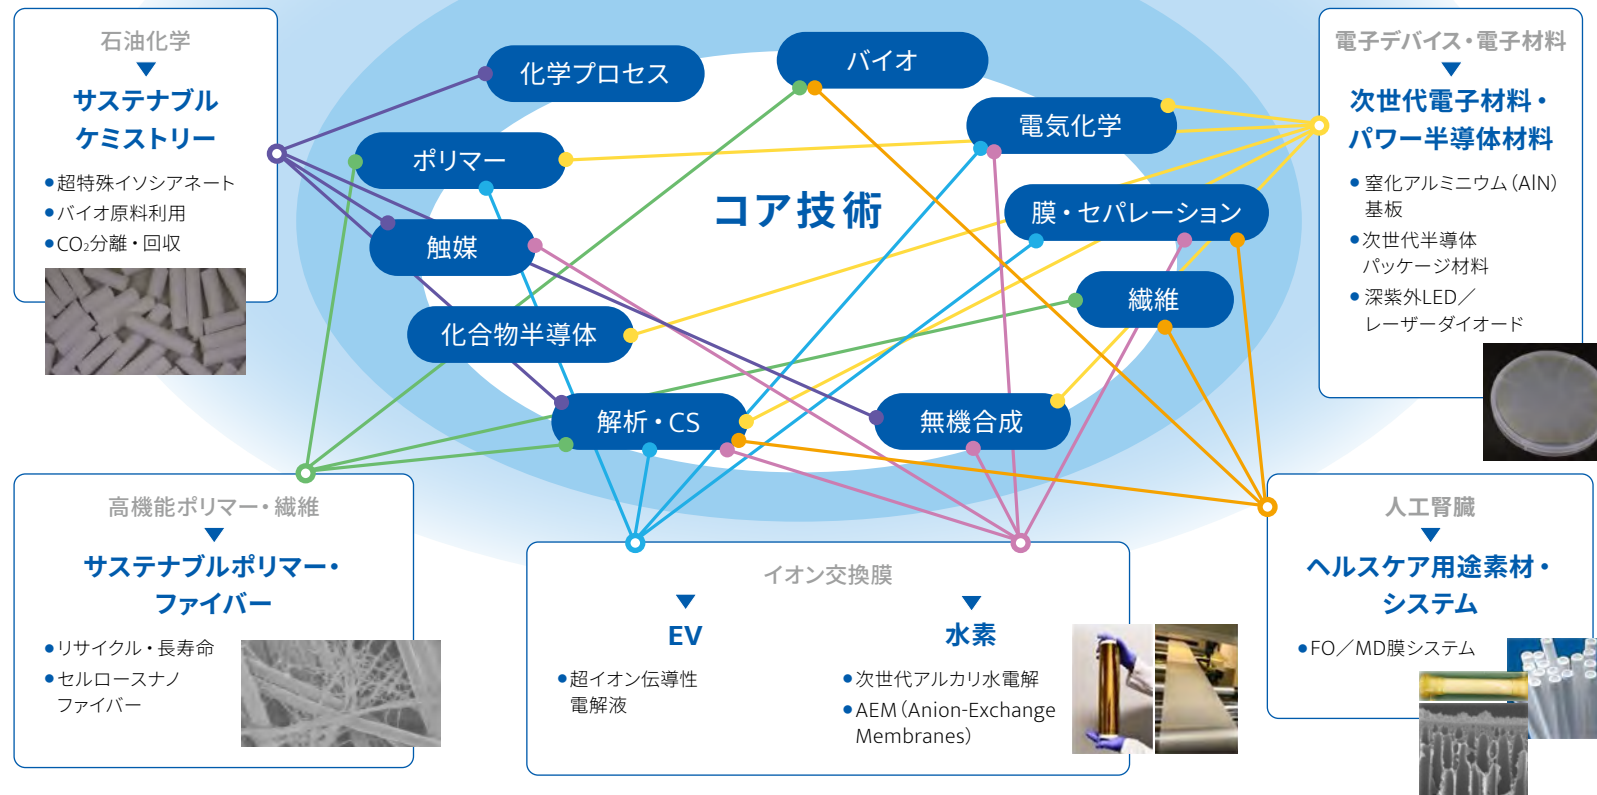 石油化学
サステナブル
ケミストリー
●超特殊イソシアネート
●バイオ原料利用
●CO₂分離・回収
化学プロセス
バイオ
電気化学
ポリマー
コア技術
膜・セパレーション
触媒
繊維
化合物半導体
解析・CS
無機合成
電子デバイス・電子材料
次世代電子材料・
パワー半導体材料
●窒化アルミニウム(AlN)
基板
●次世代半導体
パッケージ材料
●深紫外LED／
レーザーダイオード
高機能ポリマー・繊維
サステナブルポリマー・
ファイバー
●リサイクル・長寿命
●セルロースナノ
ファイバー
イオン交換膜
EV
●超イオン伝導性
電解液
水素
●次世代アルカリ水電解
●AEM(Anion-Exchange
Membranes)
人工腎臓
ヘルスケア用途素材・
システム
●FO／MD膜システム